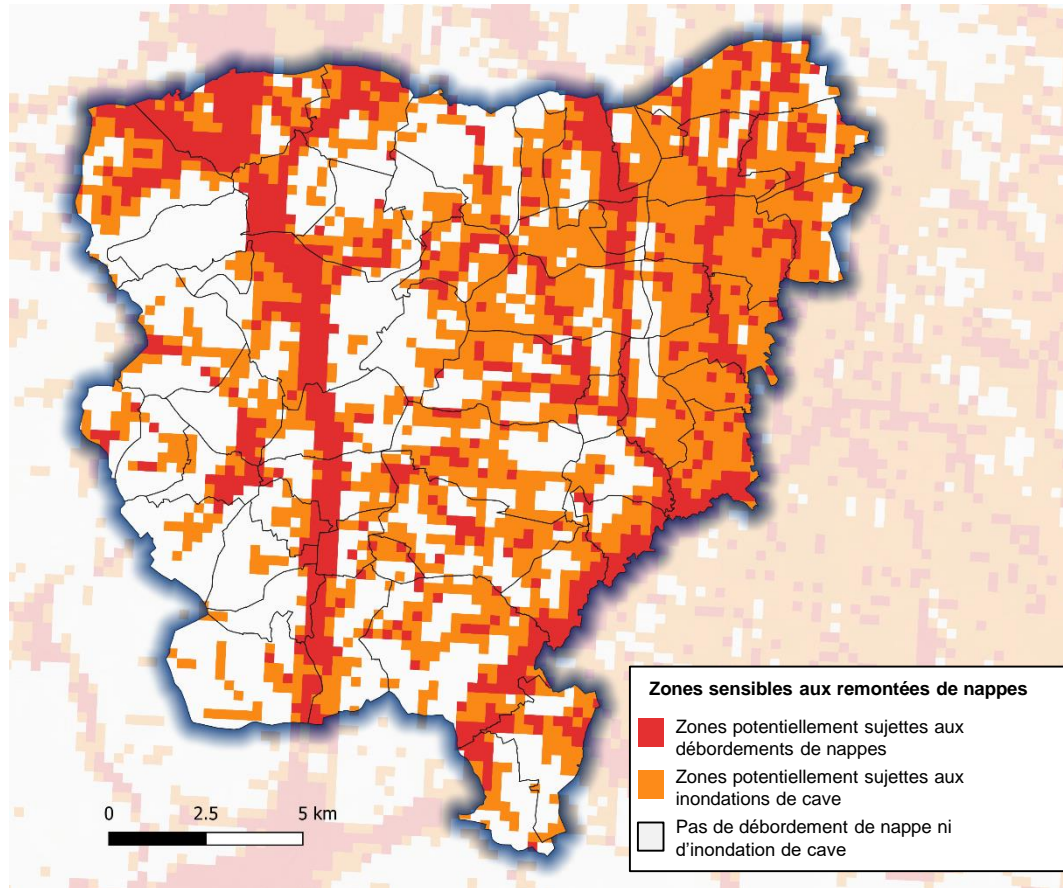 Zones sensibles aux remontées de nappes
Zones potentiellement sujettes aux
débordements de nappes
Zones potentiellement sujettes aux
inondations de cave
Pas de débordement de nappe ni
d'inondation de cave
0 2.5 5 km